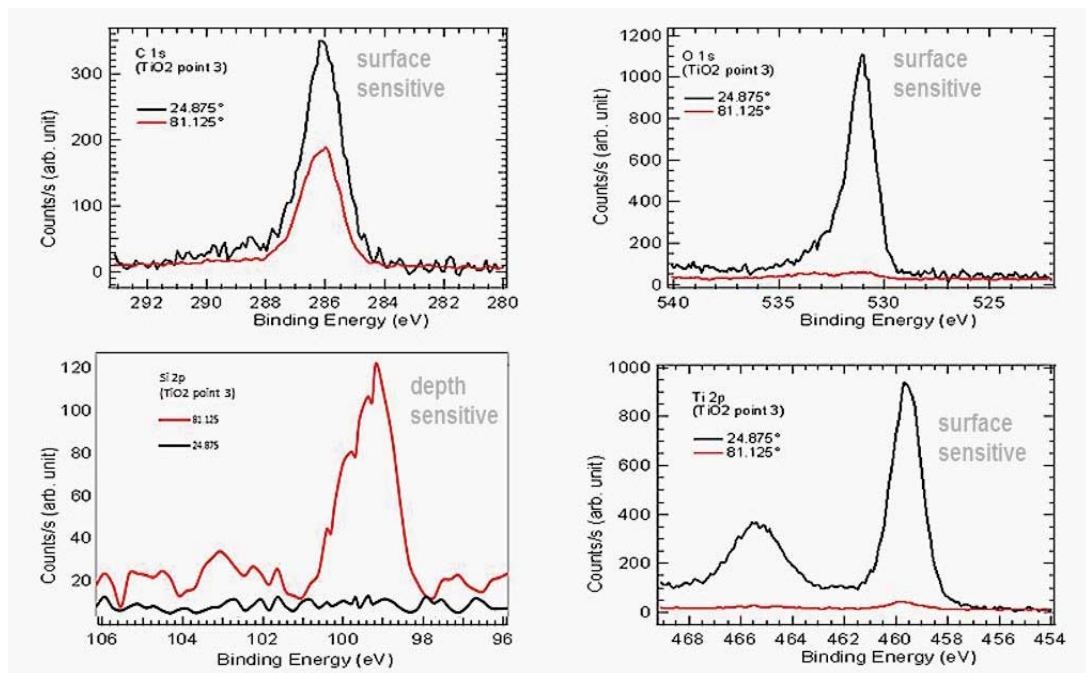 C 1s
(TiO2 point 3)
24.875°
81.125°
surface
sensitive
300
200
100
0
Counts/s (arb. unit)
292 290 288 286 284 282 280
Binding Energy (eV)
O 1s
(TiO2 point 3)
24.875°
81.125°
surface
sensitive
1200
1000
800
600
400
200
0
Counts/s (arb. unit)
540 535 530 525
Binding Energy (eV)
Si 2p
(TiO2 point 3)
81.125
24.875
depth
sensitive
120
100
80
60
40
20
Counts/s (arb. unit)
106 104 102 100 98 96
Binding Energy (eV)
Ti 2p
(TiO2 point 3)
24.875°
81.125°
surface
sensitive
1000
800
600
400
200
0
Counts/s (arb. unit)
468 466 464 462 460 458 456 454
Binding Energy (eV)